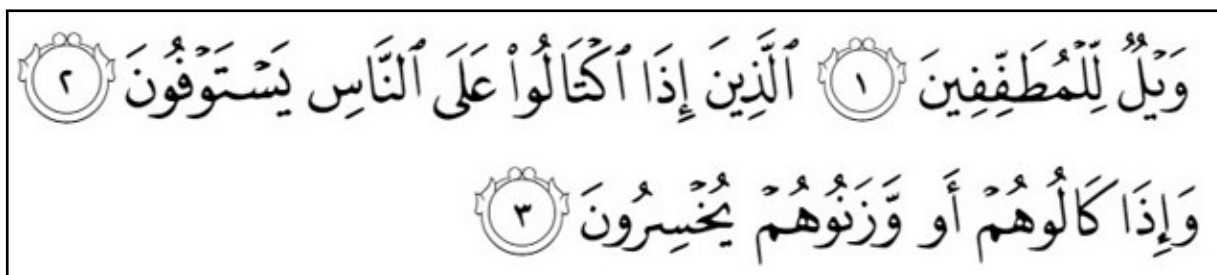 وَيۡلٞ لِّلۡمُطَفِّفِينَ ١ ٱلَّذِينَ إِذَا ٱكۡتَالُواْ عَلَى ٱلنَّاسِ يَسۡتَوۡفُونَ ٢
وَإِذَا كَالُوهُمۡ أَو وَّزَنُوهُمۡ يُخۡسِرُونَ ٣